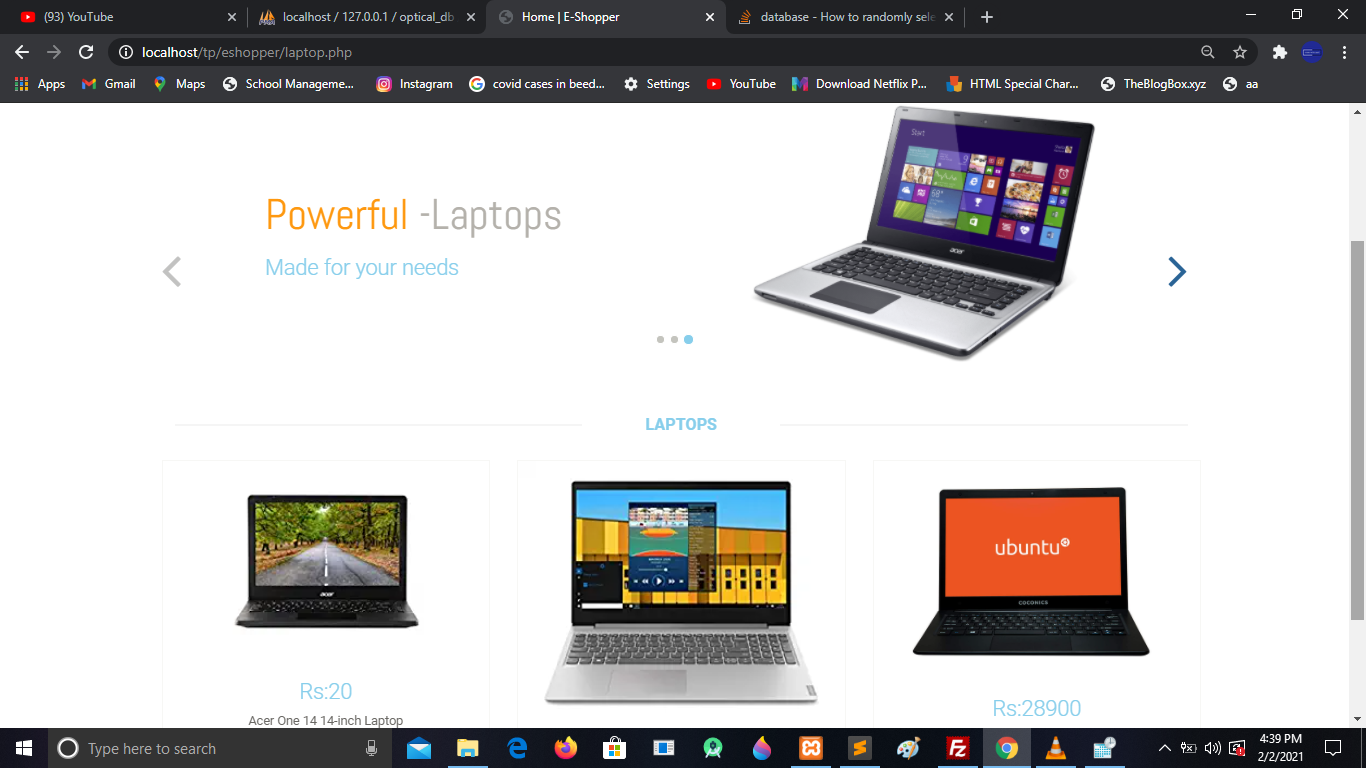 (93) YouTube
localhost / 127.0.0.1 / optical_db
Home | E-Shopper
database - How to randomly sele
localhost/tp/eshopper/laptop.php
Apps
Gmail
Maps
School Manageme...
Instagram
covid cases in beed...
Settings
YouTube
Download Netflix P...
HTML Special Char...
TheBlogBox.xyz
aa
Powerful -Laptops
Made for your needs
Start
acer
LAPTOPS
acer
ubuntu
COCONICS
Rs:20
Acer One 14 14-inch Laptop
Rs:28900
Type here to search
4:39 PM
2/2/2021